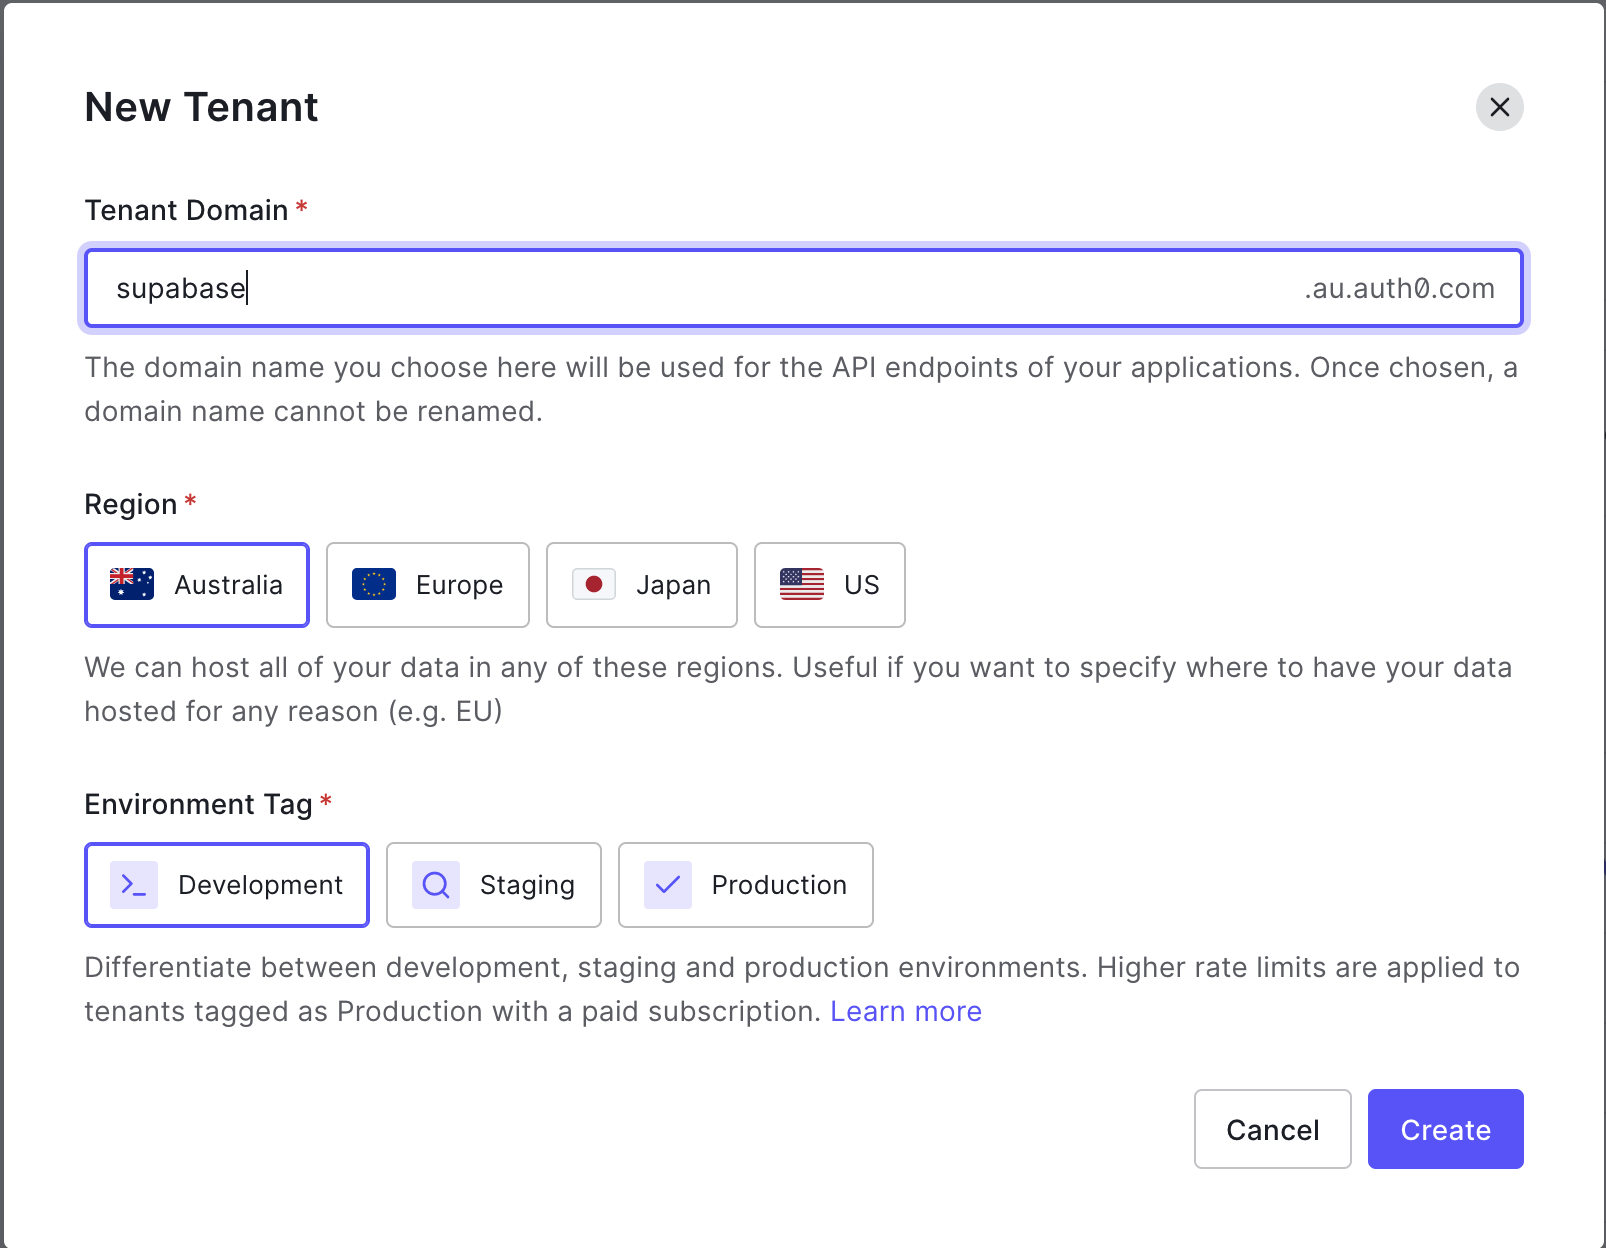 New Tenant
Tenant Domain *
supabase .au.auth0.com
The domain name you choose here will be used for the API endpoints of your applications. Once chosen, a
domain name cannot be renamed.
Region *
Australia Europe Japan US
We can host all of your data in any of these regions. Useful if you want to specify where to have your data
hosted for any reason (e.g. EU)
Environment Tag *
Development Staging Production
Differentiate between development, staging and production environments. Higher rate limits are applied to
tenants tagged as Production with a paid subscription. Learn more
Cancel Create